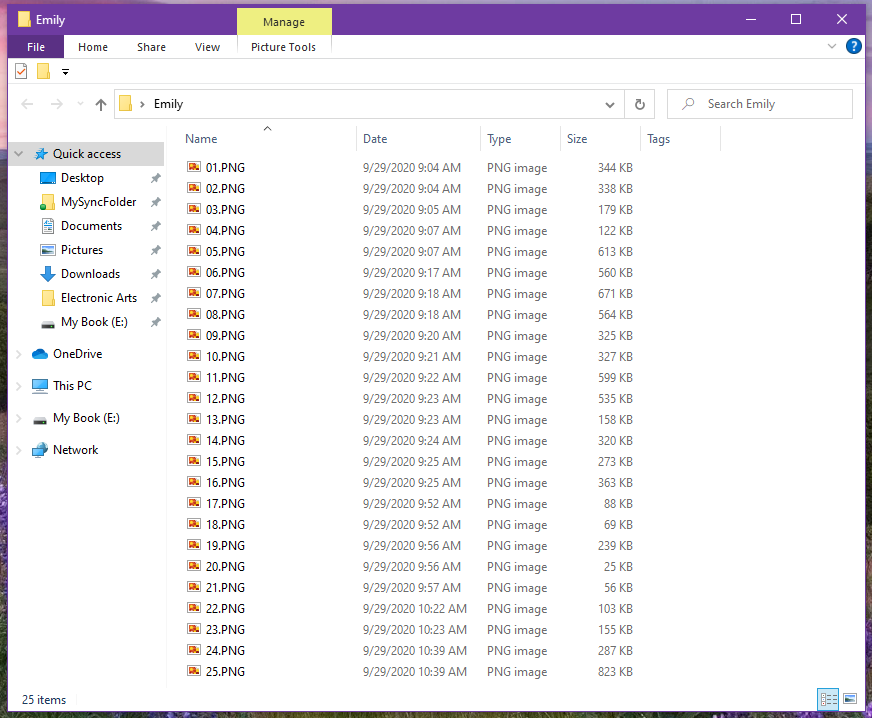 Emily
Manage
File Home Share View Picture Tools
?
Emily
Search Emily
Name Date Type Size Tags
Quick access
Desktop
MySyncFolder
Documents
Pictures
Downloads
Electronic Arts
My Book (E:)
OneDrive
This PC
My Book (E:)
Network
01.PNG 9/29/2020 9:04 AM PNG image 344 KB
02.PNG 9/29/2020 9:04 AM PNG image 338 KB
03.PNG 9/29/2020 9:05 AM PNG image 179 KB
04.PNG 9/29/2020 9:07 AM PNG image 122 KB
05.PNG 9/29/2020 9:07 AM PNG image 613 KB
06.PNG 9/29/2020 9:17 AM PNG image 560 KB
07.PNG 9/29/2020 9:18 AM PNG image 671 KB
08.PNG 9/29/2020 9:18 AM PNG image 564 KB
09.PNG 9/29/2020 9:20 AM PNG image 325 KB
10.PNG 9/29/2020 9:21 AM PNG image 327 KB
11.PNG 9/29/2020 9:22 AM PNG image 599 KB
12.PNG 9/29/2020 9:23 AM PNG image 535 KB
13.PNG 9/29/2020 9:23 AM PNG image 158 KB
14.PNG 9/29/2020 9:24 AM PNG image 320 KB
15.PNG 9/29/2020 9:25 AM PNG image 273 KB
16.PNG 9/29/2020 9:25 AM PNG image 363 KB
17.PNG 9/29/2020 9:52 AM PNG image 88 KB
18.PNG 9/29/2020 9:52 AM PNG image 69 KB
19.PNG 9/29/2020 9:56 AM PNG image 239 KB
20.PNG 9/29/2020 9:56 AM PNG image 25 KB
21.PNG 9/29/2020 9:57 AM PNG image 56 KB
22.PNG 9/29/2020 10:22 AM PNG image 103 KB
23.PNG 9/29/2020 10:23 AM PNG image 155 KB
24.PNG 9/29/2020 10:39 AM PNG image 287 KB
25.PNG 9/29/2020 10:39 AM PNG image 823 KB
25 items